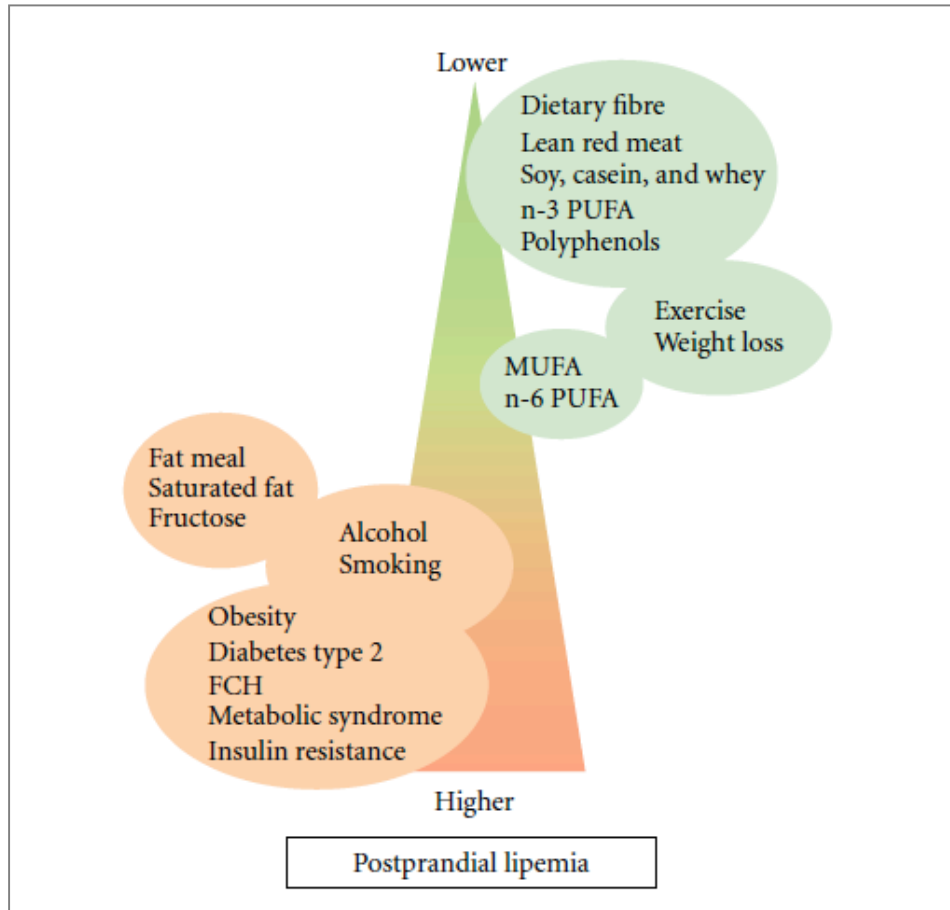 Lower
Dietary fibre
Lean red meat
Soy, casein, and whey
n-3 PUFA
Polyphenols
Exercise
Weight loss
MUFA
n-6 PUFA
Fat meal
Saturated fat
Fructose
Alcohol
Smoking
Obesity
Diabetes type 2
FCH
Metabolic syndrome
Insulin resistance
Higher
Postprandial lipemia